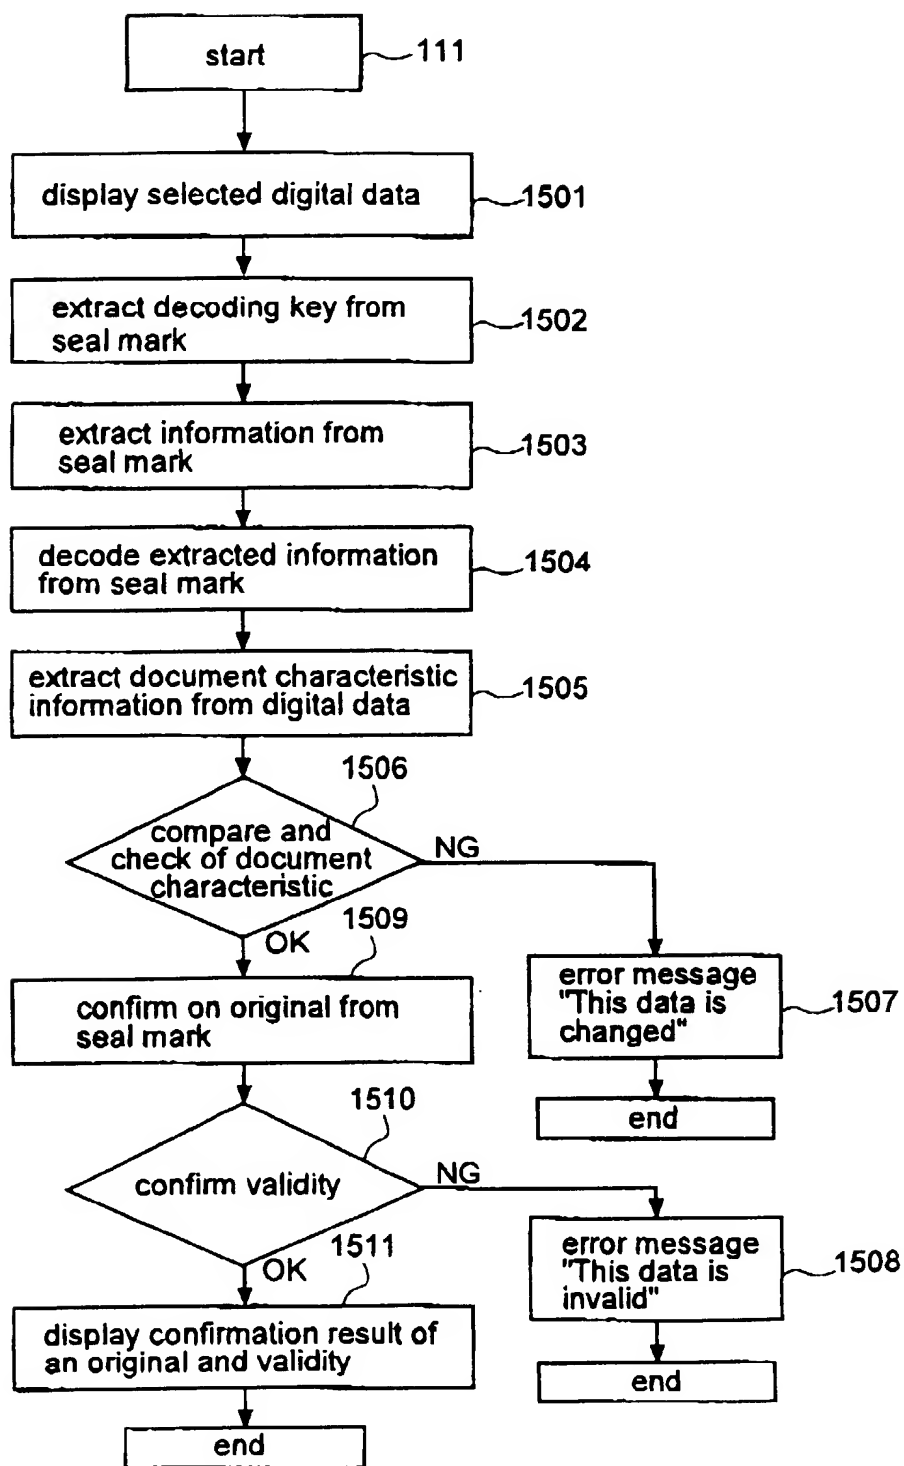 start
111
display selected digital data
1501
extract decoding key from
seal mark
1502
extract information from
seal mark
1503
decode extracted information
from seal mark
1504
extract document characteristic
information from digital data
1505
1506
compare and
check of document
characteristic
NG
OK
1509
confirm on original from
seal mark
error message
"This data is
changed"
1507
end
1510
confirm validity
NG
OK
1511
error message
"This data is
invalid"
1508
display confirmation result of
an original and validity
end
end